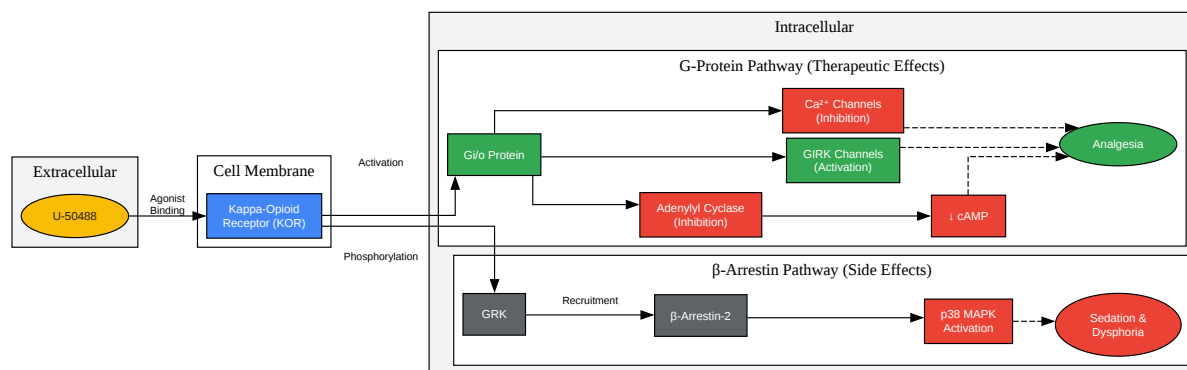 Intracellular
G-Protein Pathway (Therapeutic Effects)
Ca²⁺ Channels
(Inhibition)
Gi/o Protein
GIRK Channels
(Activation)
Analgesia
Extracellular
Cell Membrane
Activation
U-50488
Agonist
Binding
Kappa-Opioid
Receptor (KOR)
Adenylyl Cyclase
(Inhibition)
↓ cAMP
Phosphorylation
β-Arrestin Pathway (Side Effects)
GRK
Recruitment
β-Arrestin-2
p38 MAPK
Activation
Sedation &
Dysphoria